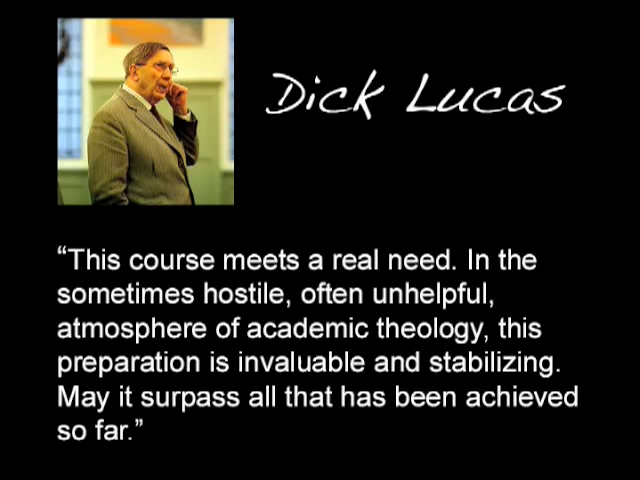 Dick Lucas
“This course meets a real need. In the
sometimes hostile, often unhelpful,
atmosphere of academic theology, this
preparation is invaluable and stabilizing.
May it surpass all that has been achieved
so far.”